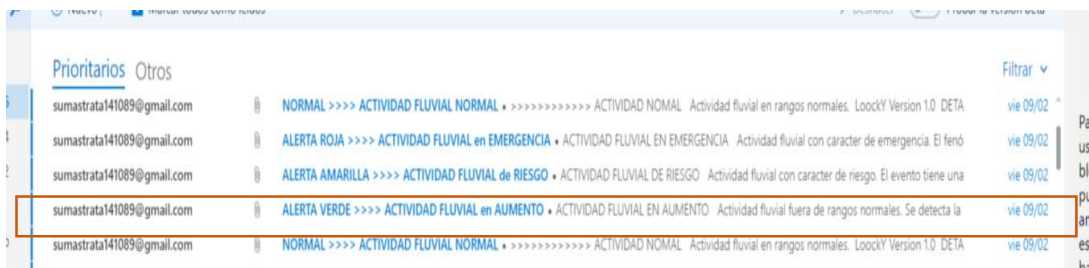 Nuevo Marcar todos como leídos Deshacer Probar la versión beta
Prioritarios Otros Filtrar
sumastrata141089@gmail.com NORMAL >>>> ACTIVIDAD FLUVIAL NORMAL • >>>>>>>>>>>> ACTIVIDAD NOMAL Actividad fluvial en rangos normales. LoockY Version 1.0 DETA vie 09/02
sumastrata141089@gmail.com ALERTA ROJA >>>> ACTIVIDAD FLUVIAL en EMERGENCIA • ACTIVIDAD FLUVIAL EN EMERGENCIA Actividad fluvial con caracter de emergencia. El fenó vie 09/02
sumastrata141089@gmail.com ALERTA AMARILLA >>>> ACTIVIDAD FLUVIAL de RIESGO • ACTIVIDAD FLUVIAL DE RIESGO Actividad fluvial con caracter de riesgo. El evento tiene una vie 09/02
sumastrata141089@gmail.com ALERTA VERDE >>>> ACTIVIDAD FLUVIAL en AUMENTO • ACTIVIDAD FLUVIAL EN AUMENTO Actividad fluvial fuera de rangos normales. Se detecta la vie 09/02
sumastrata141089@gmail.com NORMAL >>>> ACTIVIDAD FLUVIAL NORMAL • >>>>>>>>>>>> ACTIVIDAD NOMAL Actividad fluvial en rangos normales. LoockY Version 1.0 DETA vie 09/02